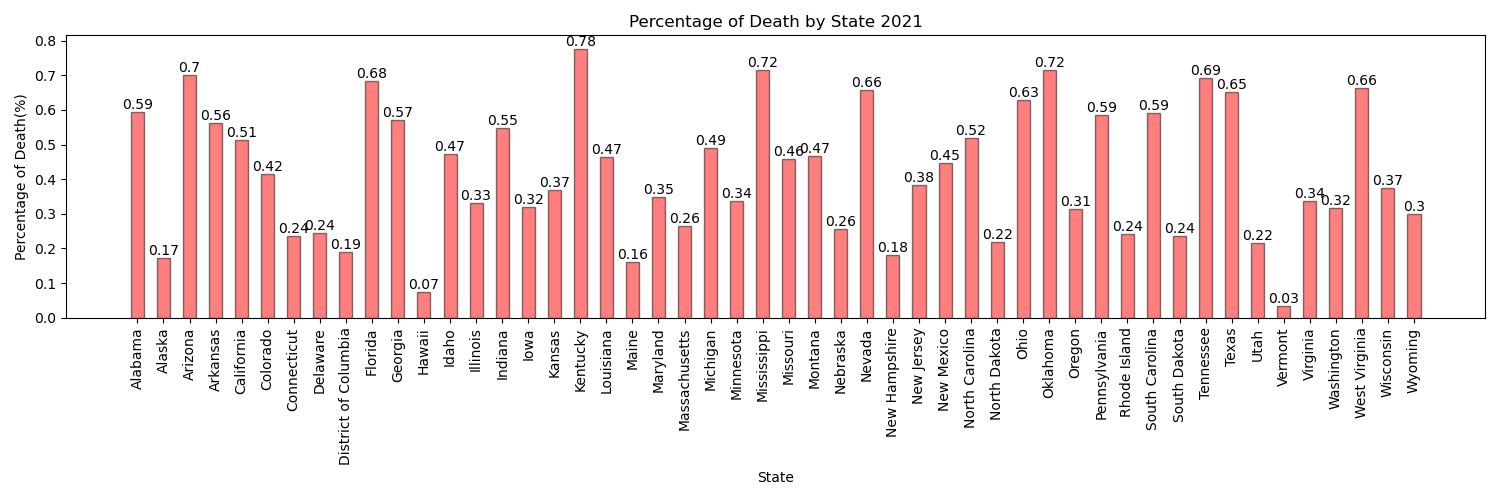 Percentage of Death by State 2021
Percentage of Death(%)
0.8
0.7
0.6
0.5
0.4
0.3
0.2
0.1
0.0
0.59
0.17
0.7
0.56
0.51
0.42
0.24
0.24
0.19
0.68
0.57
0.07
0.47
0.33
0.55
0.32
0.37
0.78
0.47
0.16
0.35
0.26
0.49
0.34
0.72
0.46
0.47
0.26
0.66
0.18
0.38
0.45
0.52
0.22
0.63
0.72
0.31
0.59
0.24
0.59
0.24
0.69
0.65
0.22
0.03
0.34
0.32
0.66
0.37
0.3
Alabama
Alaska
Arizona
Arkansas
California
Colorado
Connecticut
Delaware
District of Columbia
Florida
Georgia
Hawaii
Idaho
Illinois
Indiana
Iowa
Kansas
Kentucky
Louisiana
Maine
Maryland
Massachusetts
Michigan
Minnesota
Mississippi
Missouri
Montana
Nebraska
Nevada
New Hampshire
New Jersey
New Mexico
North Carolina
North Dakota
Ohio
Oklahoma
Oregon
Pennsylvania
Rhode Island
South Carolina
South Dakota
Tennessee
Texas
Utah
Vermont
Virginia
Washington
West Virginia
Wisconsin
Wyoming
State